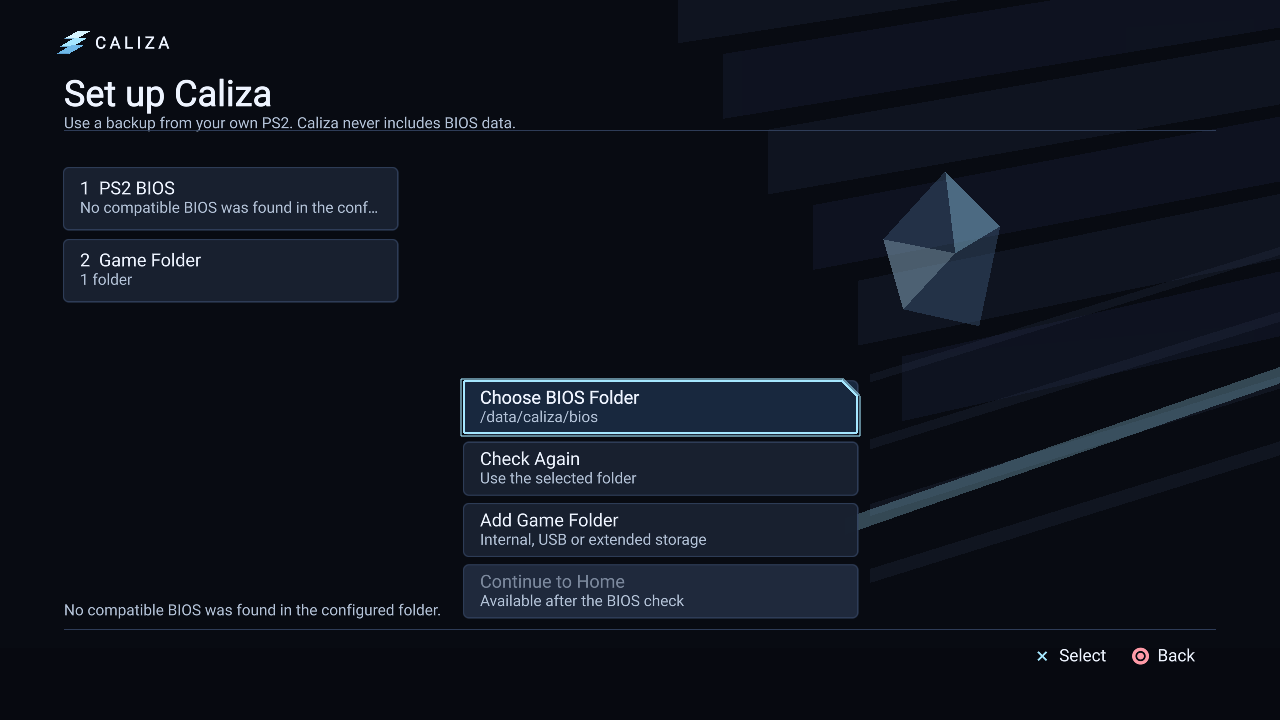 CALIZA
Set up Caliza
Use a backup from your own PS2. Caliza never includes BIOS data.
1 PS2 BIOS
No compatible BIOS was found in the conf...
2 Game Folder
1 folder
Choose BIOS Folder
/data/caliza/bios
Check Again
Use the selected folder
Add Game Folder
Internal, USB or extended storage
Continue to Home
Available after the BIOS check
No compatible BIOS was found in the configured folder.
Select
Back